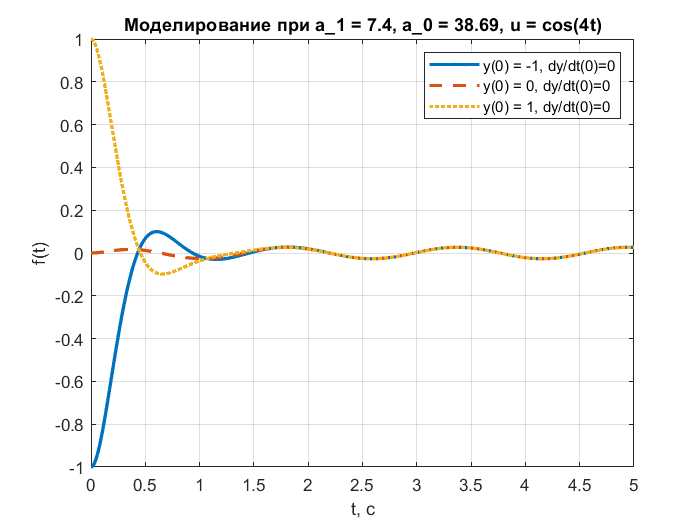 Моделирование при a_1 = 7.4, a_0 = 38.69, u = cos(4t)
y(0) = -1, dy/dt(0)=0
y(0) = 0, dy/dt(0)=0
y(0) = 1, dy/dt(0)=0
f(t)
1
0.8
0.6
0.4
0.2
0
-0.2
-0.4
-0.6
-0.8
-1
0 0.5 1 1.5 2 2.5 3 3.5 4 4.5 5
t, c